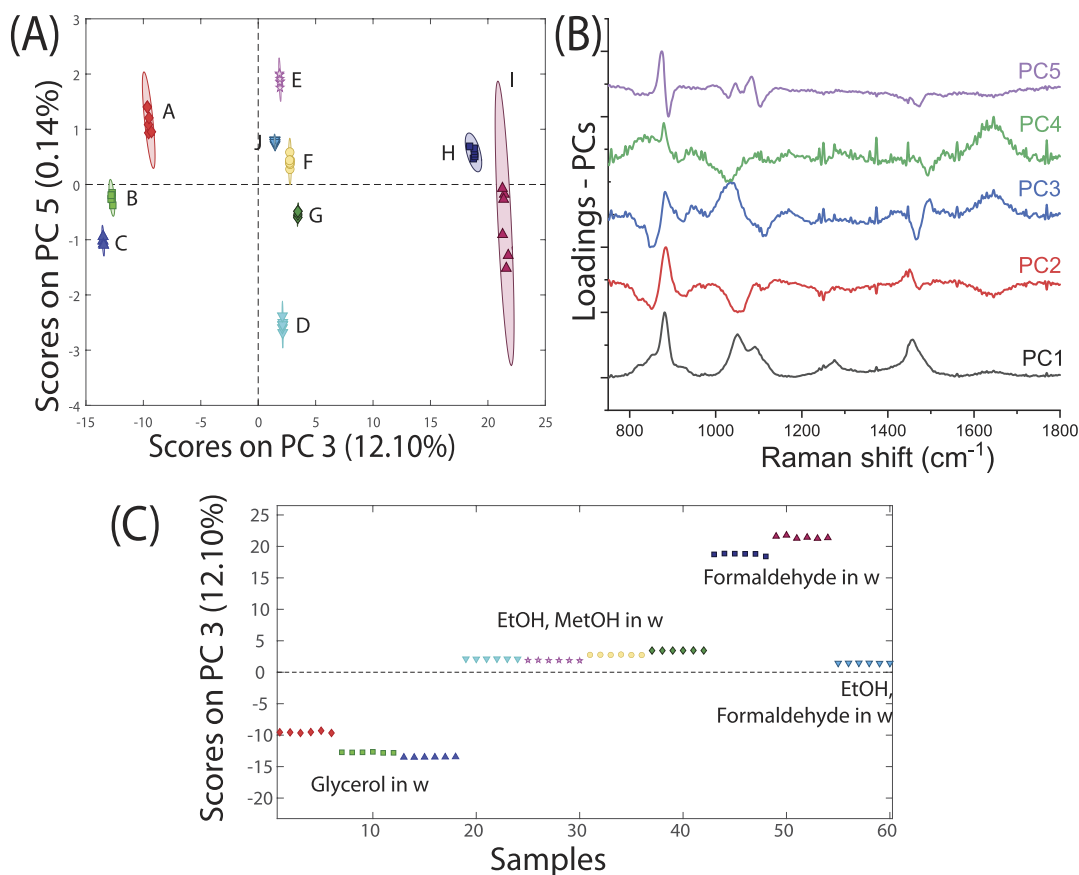 (A)
Scores on PC 5 (0.14%)
3
2
1
0
-1
-2
-3
-4
A
B
C
D
E
F
G
H
I
J
-15
-10
-5
0
5
10
15
20
25
Scores on PC 3 (12.10%)
(B)
Loadings - PCs
PC5
PC4
PC3
PC2
PC1
800
1000
1200
1400
1600
1800
Raman shift (cm⁻¹)
(C)
Scores on PC 3 (12.10%)
25
20
15
10
5
0
-5
-10
-15
-20
Formaldehyde in w
EtOH, MetOH in w
EtOH,
Formaldehyde in w
Glycerol in w
10
20
30
40
50
60
Samples